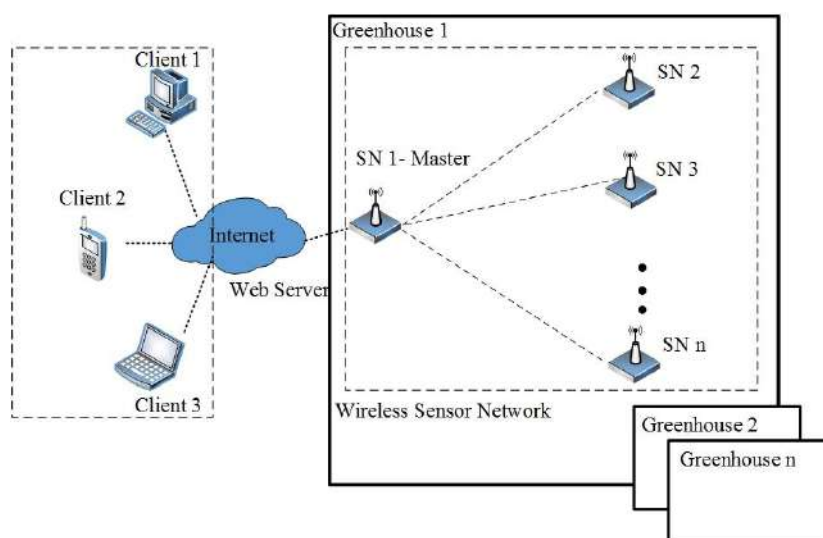 Greenhouse 1
Client 1
SN 2
SN 1- Master
SN 3
Client 2
Internet
Web Server
SN n
Client 3
Wireless Sensor Network
Greenhouse 2
Greenhouse n